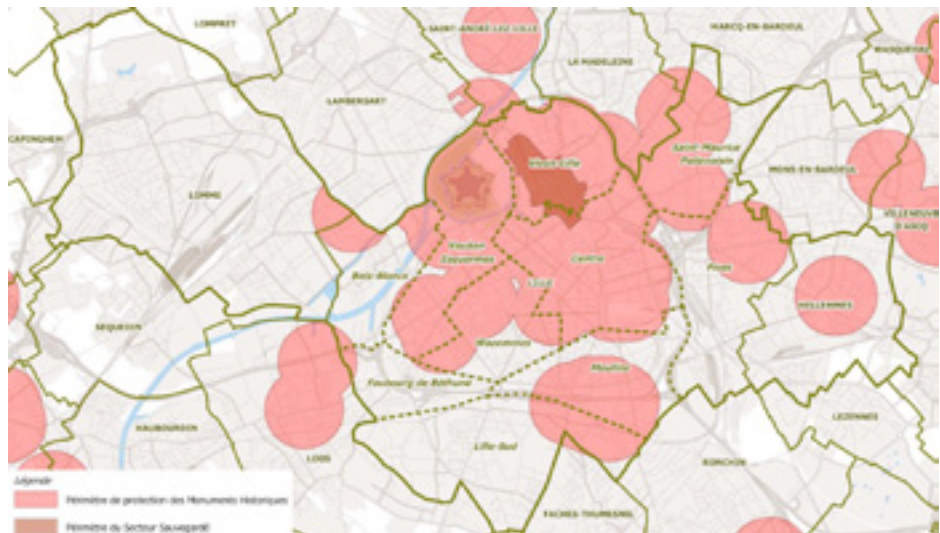 LOMPRET
SAINT-ANDRÉ-LEZ-LILLE
MARCQ-EN-BAROEUL
WASQUEHAL
LA MADELEINE
LAMBERSART
CAPINGHEM
Saint-Maurice
Pellevoisin
Vieux-Lille
MONS-EN-BAROEUL
LOMME
VILLENEUVE
D'ASCQ
Vauban
Esquermes
Centre
Bois-Blancs
Fives
LILLE
HELLEMMES
SEQUEDIN
Wazemmes
Moulins
Faubourg de Béthune
HAUBOURDIN
LEZENNES
Lille-Sud
LOOS
RONCHIN
FACHES-THUMESNIL
Légende
Périmètre de protection des Monuments Historiques
Périmètre du Secteur Sauvegardé